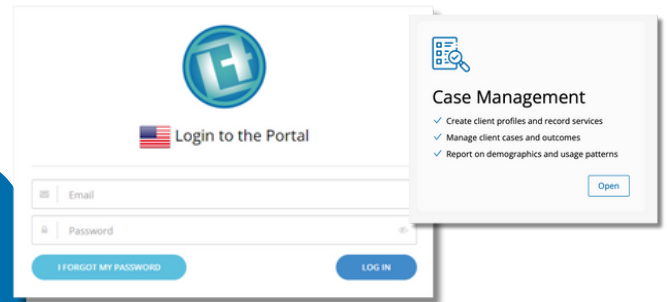 Login to the Portal
Email
Password
I FORGOT MY PASSWORD
LOG IN
Case Management
Create client profiles and record services
Manage client cases and outcomes
Report on demographics and usage patterns
Open